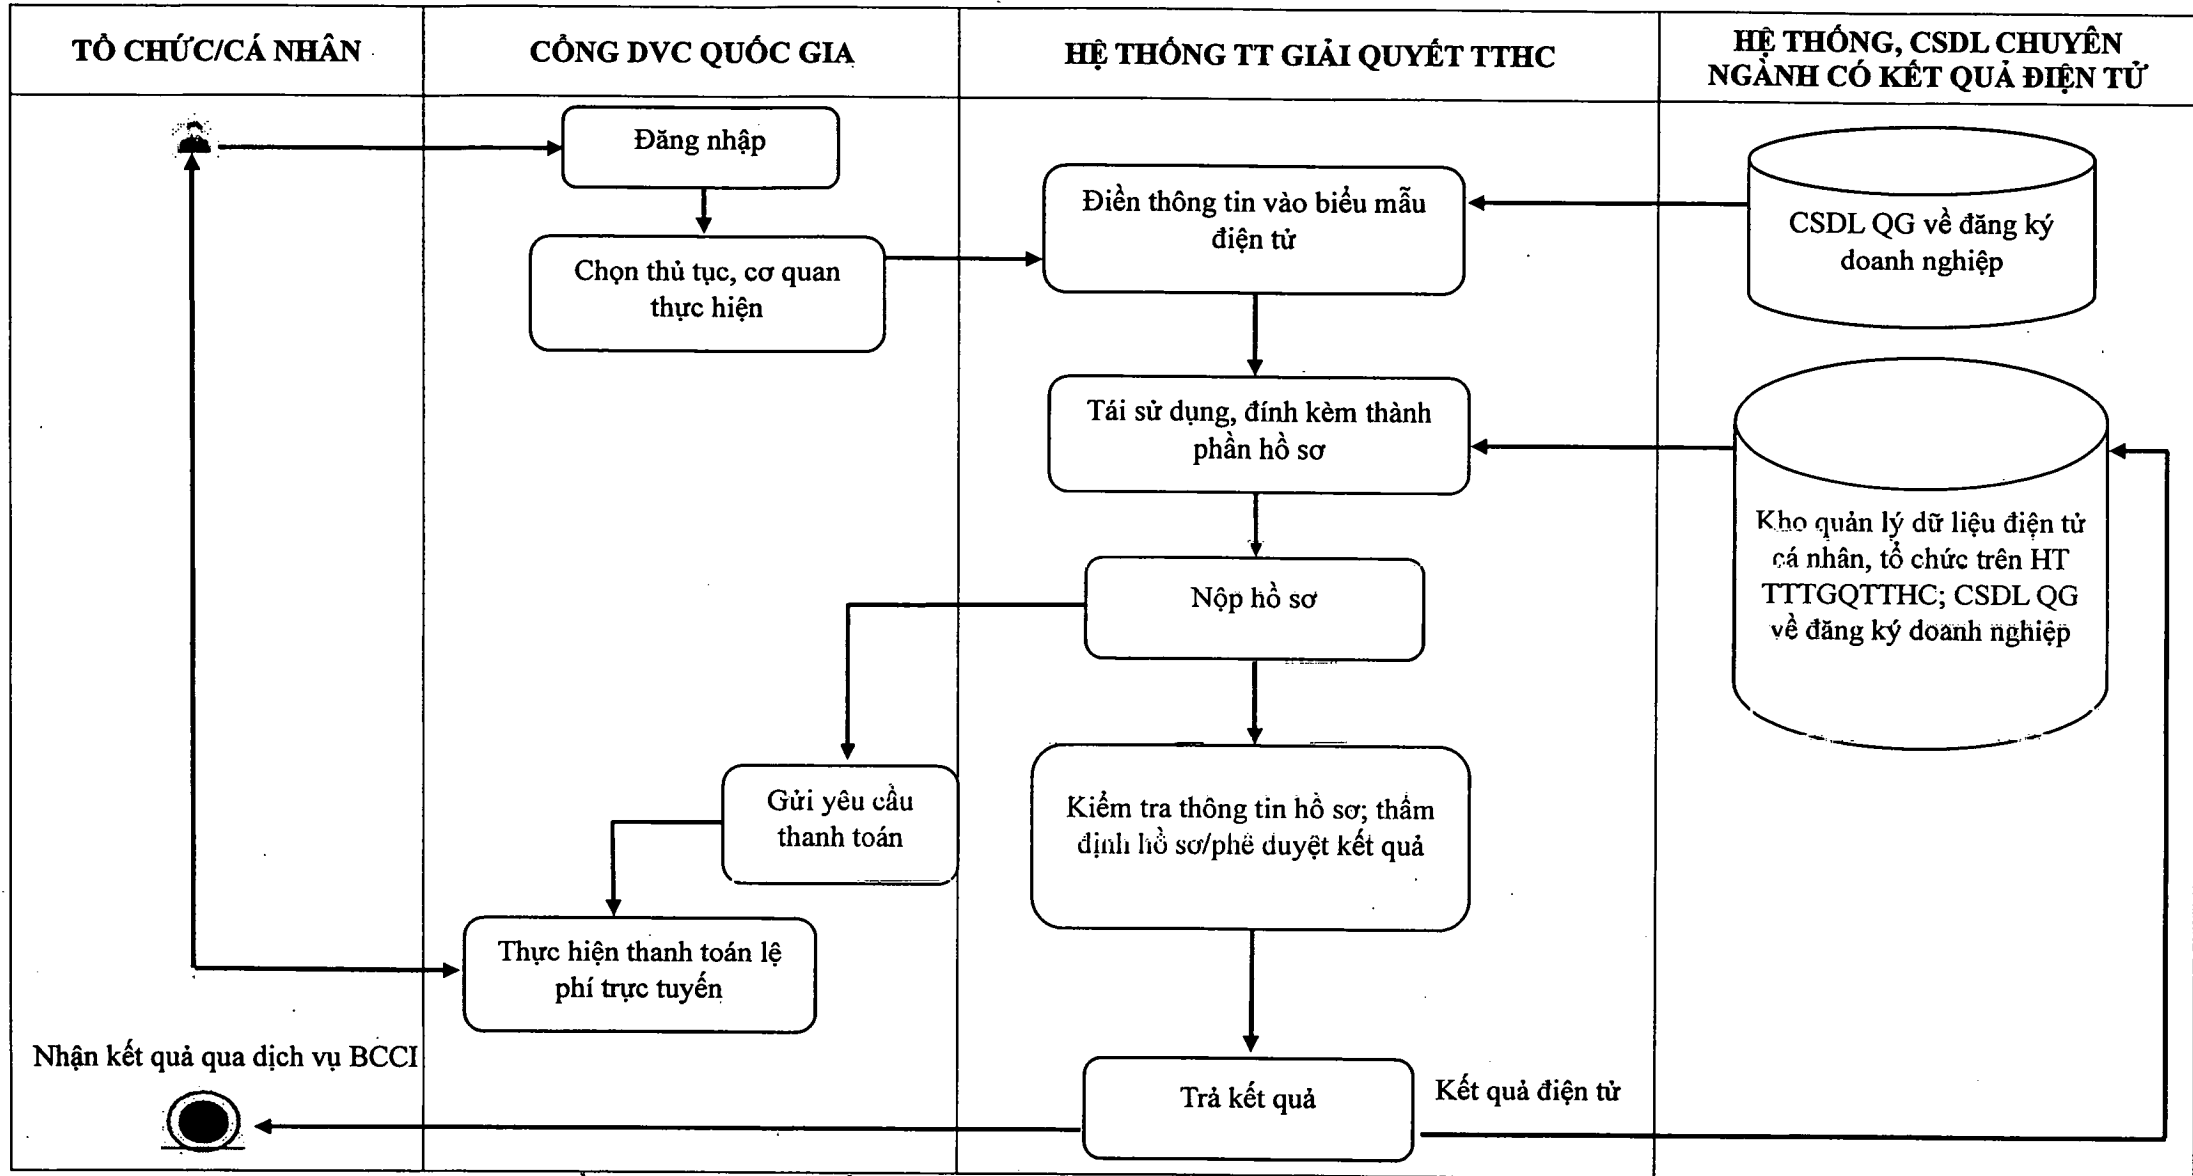 TỔ CHỨC/CÁ NHÂN
CỔNG DVC QUỐC GIA
HỆ THỐNG TT GIẢI QUYẾT TTHC
HỆ THỐNG, CSDL CHUYÊN
NGÀNH CÓ KẾT QUẢ ĐIỆN TỬ
Đăng nhập
Chọn thủ tục, cơ quan
thực hiện
Điền thông tin vào biểu mẫu
điện tử
CSDL QG về đăng ký
doanh nghiệp
Tái sử dụng, đính kèm thành
phần hồ sơ
Kho quản lý dữ liệu điện tử
cá nhân, tổ chức trên HT
TTTGQTTHC; CSDL QG
về đăng ký doanh nghiệp
Nộp hồ sơ
Gửi yêu cầu
thanh toán
Kiểm tra thông tin hồ sơ; thẩm
định hồ sơ/phê duyệt kết quả
Thực hiện thanh toán lệ
phí trực tuyến
Nhận kết quả qua dịch vụ BCCI
Trả kết quả
Kết quả điện tử